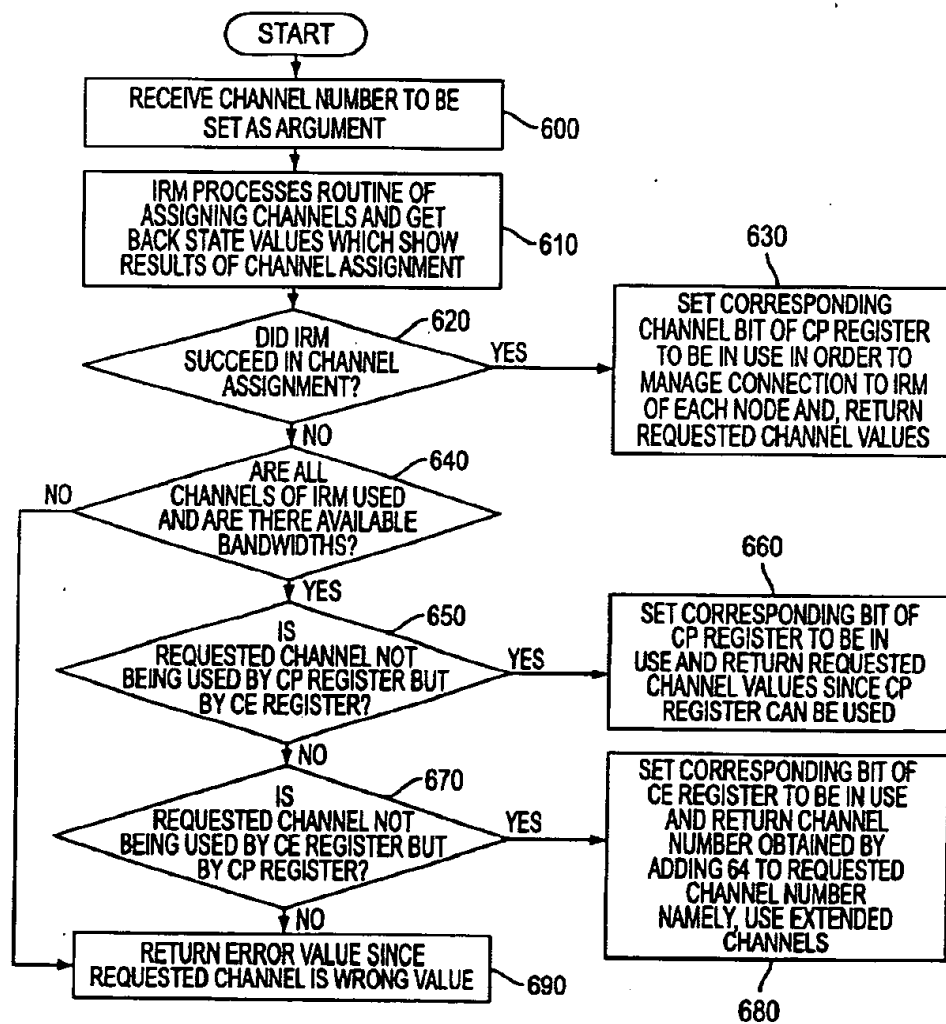 START
RECEIVE CHANNEL NUMBER TO BE
SET AS ARGUMENT
600
IRM PROCESSES ROUTINE OF
ASSIGNING CHANNELS AND GET
BACK STATE VALUES WHICH SHOW
RESULTS OF CHANNEL ASSIGNMENT
610
DID IRM
SUCCEED IN CHANNEL
ASSIGNMENT?
620
YES
630
SET CORRESPONDING
CHANNEL BIT OF CP REGISTER
TO BE IN USE IN ORDER TO
MANAGE CONNECTION TO IRM
OF EACH NODE AND, RETURN
REQUESTED CHANNEL VALUES
NO
ARE ALL
CHANNELS OF IRM USED
AND ARE THERE AVAILABLE
BANDWIDTHS?
640
NO
YES
IS
REQUESTED CHANNEL NOT
BEING USED BY CP REGISTER BUT
BY CE REGISTER?
650
YES
660
SET CORRESPONDING BIT OF
CP REGISTER TO BE IN
USE AND RETURN REQUESTED
CHANNEL VALUES SINCE CP
REGISTER CAN BE USED
NO
IS
REQUESTED CHANNEL NOT
BEING USED BY CE REGISTER BUT
BY CP REGISTER?
670
YES
SET CORRESPONDING BIT OF
CE REGISTER TO BE IN USE
AND RETURN CHANNEL
NUMBER OBTAINED BY
ADDING 64 TO REQUESTED
CHANNEL NUMBER
NAMELY, USE EXTENDED
CHANNELS
680
NO
RETURN ERROR VALUE SINCE
REQUESTED CHANNEL IS WRONG VALUE
690